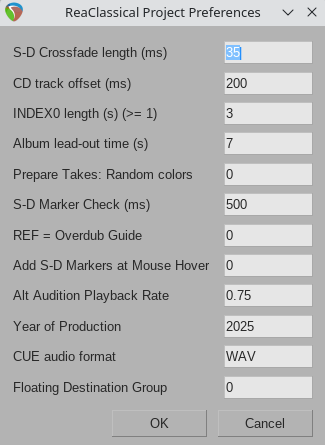 ReaClassical Project Preferences
S-D Crossfade length (ms) 35
CD track offset (ms) 200
INDEX0 length (s) (>= 1) 3
Album lead-out time (s) 7
Prepare Takes: Random colors 0
S-D Marker Check (ms) 500
REF = Overdub Guide 0
Add S-D Markers at Mouse Hover 0
Alt Audition Playback Rate 0.75
Year of Production 2025
CUE audio format WAV
Floating Destination Group 0
OK Cancel